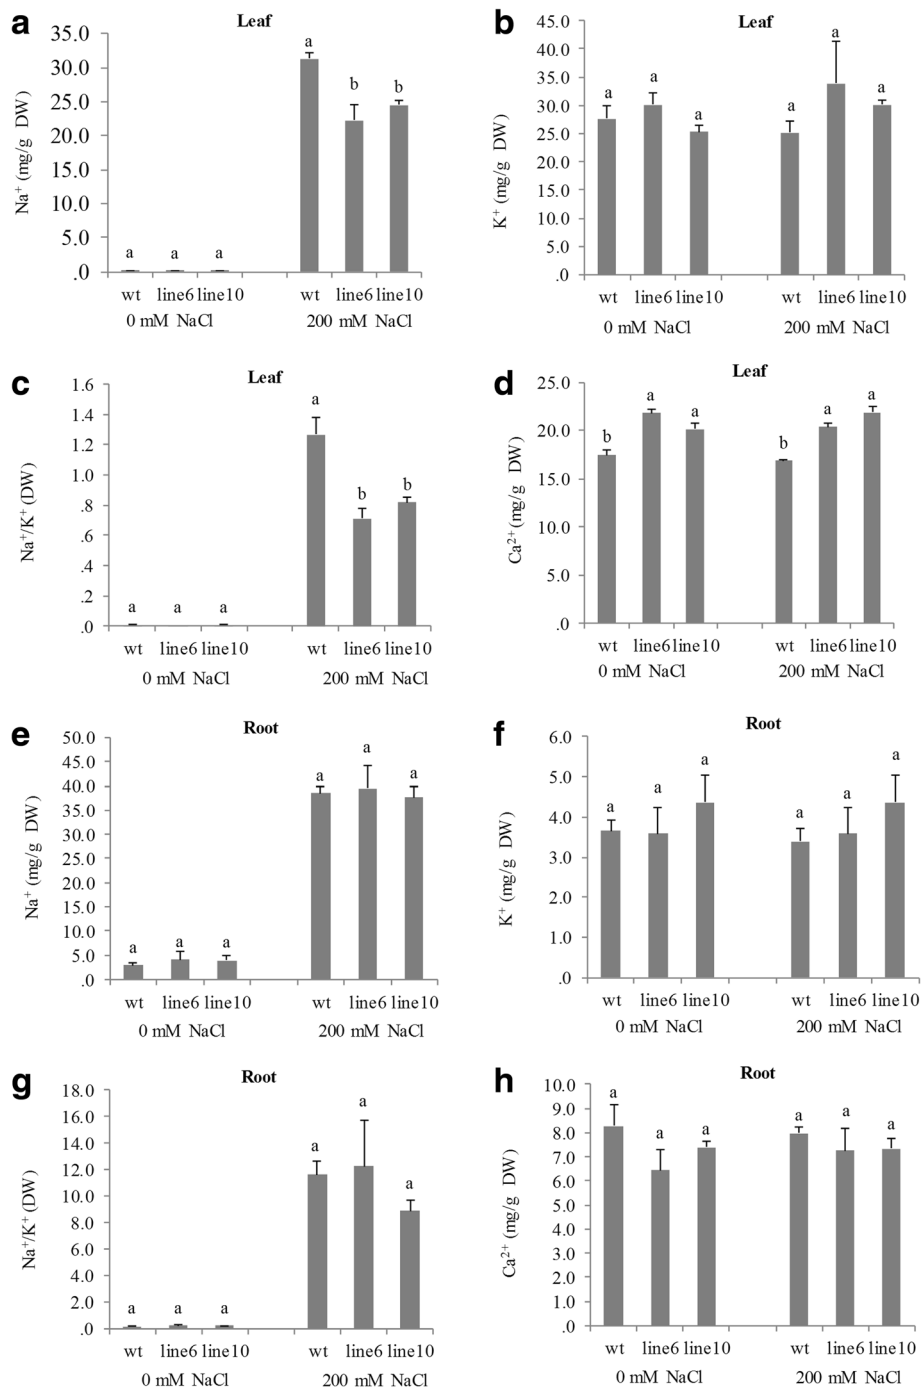 a
Leaf
35.0
30.0
25.0
20.0
15.0
10.0
5.0
.0
Na+ (mg/g DW)
a a a a b b
wt line6 line10 wt line6 line10
0 mM NaCl 200 mM NaCl
b
Leaf
45.0
40.0
35.0
30.0
25.0
20.0
15.0
10.0
5.0
.0
K+ (mg/g DW)
a a a a a a
wt line6 line10 wt line6 line10
0 mM NaCl 200 mM NaCl
c
Leaf
1.6
1.4
1.2
1.0
.8
.6
.4
.2
.0
Na+/K+ (DW)
a a a a b b
wt line6 line10 wt line6 line10
0 mM NaCl 200 mM NaCl
d
Leaf
25.0
20.0
15.0
10.0
5.0
.0
Ca2+ (mg/g DW)
b a a b a a
wt line6 line10 wt line6 line10
0 mM NaCl 200 mM NaCl
e
Root
50.0
45.0
40.0
35.0
30.0
25.0
20.0
15.0
10.0
5.0
.0
Na+ (mg/g DW)
a a a a a a
wt line6 line10 wt line6 line10
0 mM NaCl 200 mM NaCl
f
Root
6.0
5.0
4.0
3.0
2.0
1.0
.0
K+ (mg/g DW)
a a a a a a
wt line6 line10 wt line6 line10
0 mM NaCl 200 mM NaCl
g
Root
18.0
16.0
14.0
12.0
10.0
8.0
6.0
4.0
2.0
.0
Na+/K+ (DW)
a a a a a a
wt line6 line10 wt line6 line10
0 mM NaCl 200 mM NaCl
h
Root
10.0
9.0
8.0
7.0
6.0
5.0
4.0
3.0
2.0
1.0
.0
Ca2+ (mg/g DW)
a a a a a a
wt line6 line10 wt line6 line10
0 mM NaCl 200 mM NaCl